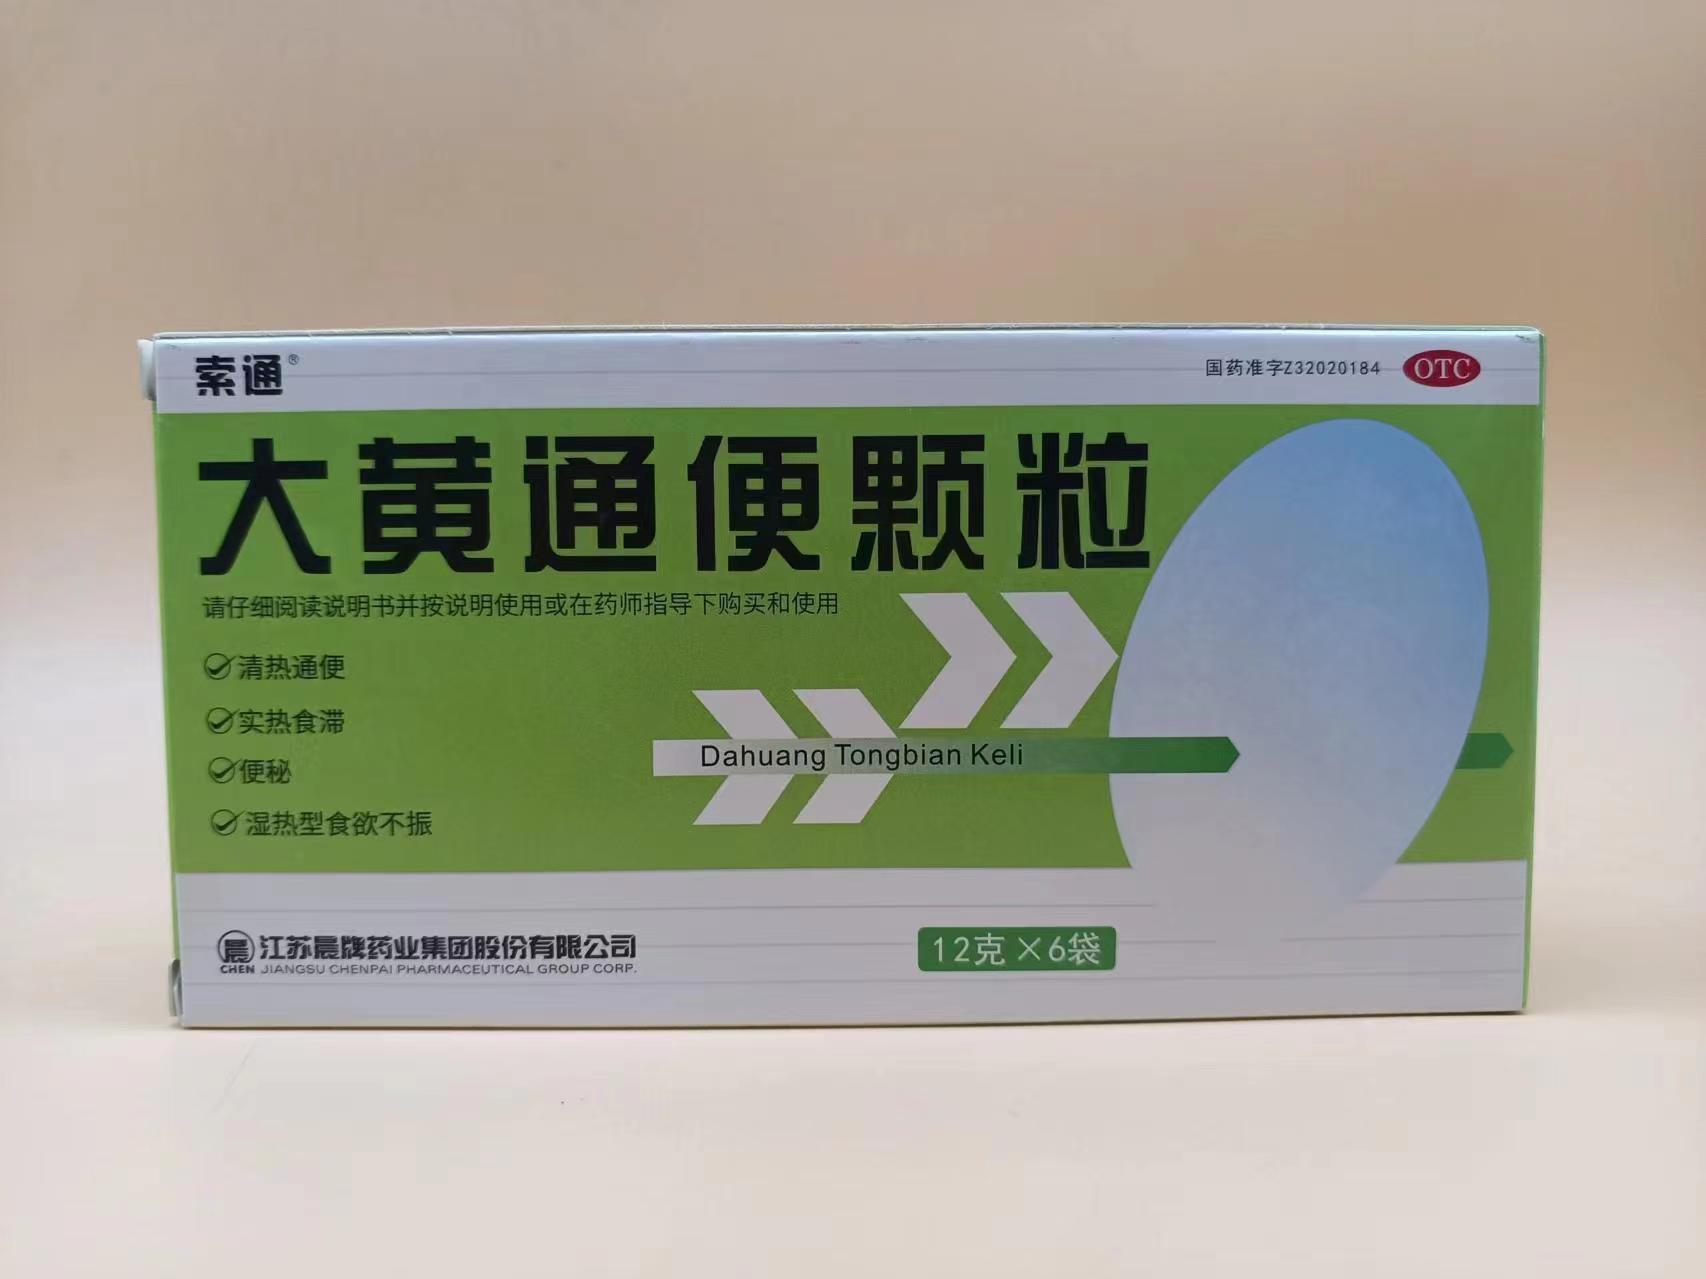 索通®
国药准字Z32020184 OTC
大黄通便颗粒
请仔细阅读说明书并按说明使用或在药师指导下购买和使用
清热通便
实热食滞
便秘
湿热型食欲不振
Dahuang Tongbian Keli
晨 江苏晨牌药业集团股份有限公司
CHEN JIANGSU CHENPAI PHARMACEUTICAL GROUP CORP.
12克×6袋